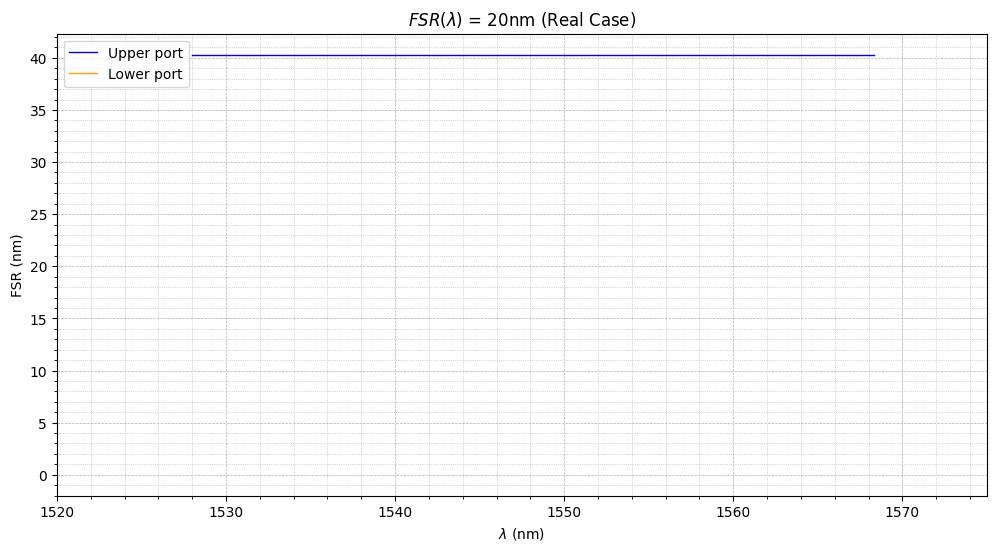 FSR(λ) = 20nm (Real Case)
Upper port
Lower port
40
35
30
25
20
15
10
5
0
FSR (nm)
1520 1530 1540 1550 1560 1570
λ (nm)